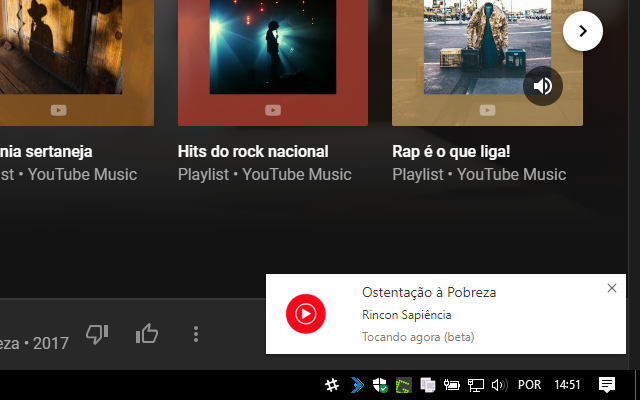 nia sertaneja
st • YouTube Music
Hits do rock nacional
Playlist • YouTube Music
Rap é o que liga!
Playlist • YouTube Music
Ostentação à Pobreza
Rincon Sapiência
Tocando agora (beta)
eza • 2017
POR
14:51